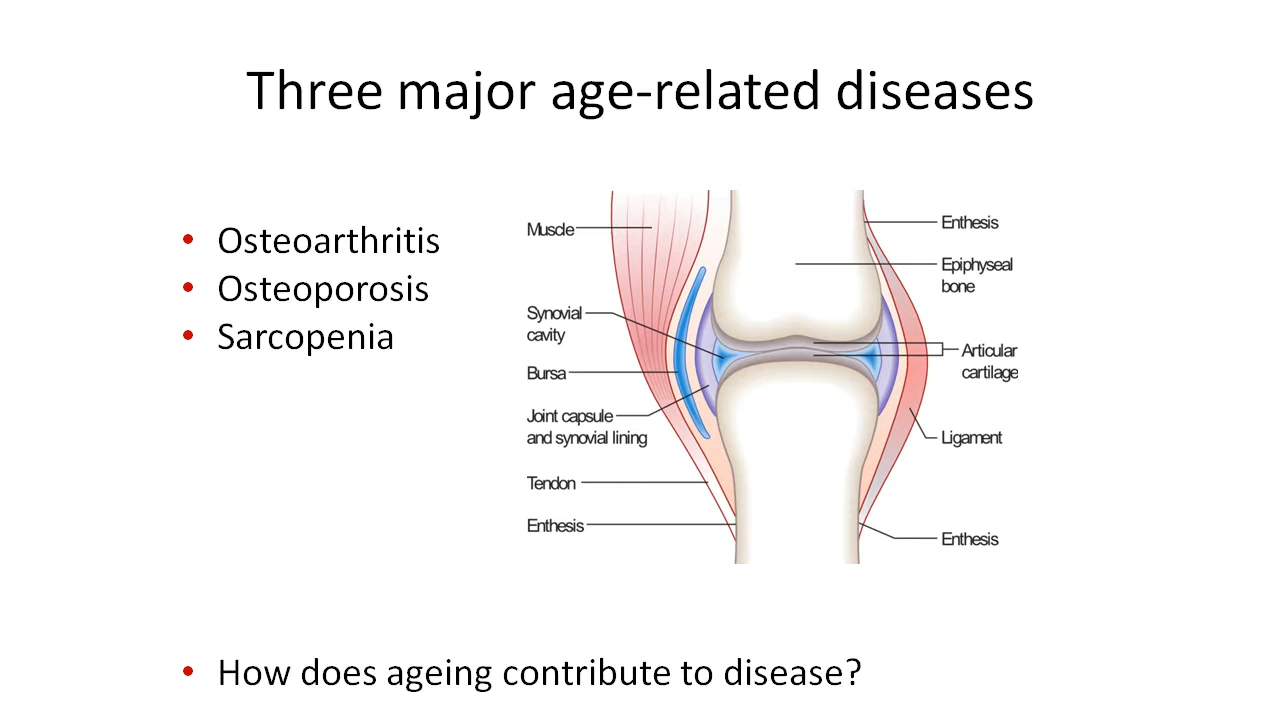 Three major age-related diseases
• Osteoarthritis
• Osteoporosis
• Sarcopenia
Muscle
Synovial
cavity
Bursa
Joint capsule
and synovial lining
Tendon
Enthesis
Enthesis
Epiphyseal
bone
Articular
cartilage
Ligament
Enthesis
• How does ageing contribute to disease?